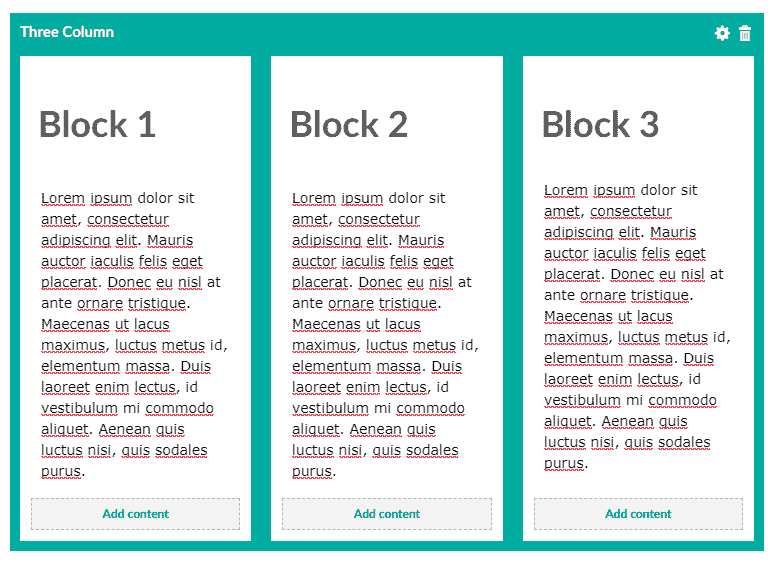 Three Column
Block 1
Lorem ipsum dolor sit
amet, consectetur
adipiscing elit. Mauris
auctor iaculis felis eget
placerat. Donec eu nisl at
ante ornare tristique.
Maecenas ut lacus
maximus, luctus metus id,
elementum massa. Duis
laoreet enim lectus, id
vestibulum mi commodo
aliquet. Aenean quis
luctus nisi, quis sodales
purus.
Add content
Block 2
Lorem ipsum dolor sit
amet, consectetur
adipiscing elit. Mauris
auctor iaculis felis eget
placerat. Donec eu nisl at
ante ornare tristique.
Maecenas ut lacus
maximus, luctus metus id,
elementum massa. Duis
laoreet enim lectus, id
vestibulum mi commodo
aliquet. Aenean quis
luctus nisi, quis sodales
purus.
Add content
Block 3
Lorem ipsum dolor sit
amet, consectetur
adipiscing elit. Mauris
auctor iaculis felis eget
placerat. Donec eu nisl at
ante ornare tristique.
Maecenas ut lacus
maximus, luctus metus id,
elementum massa. Duis
laoreet enim lectus, id
vestibulum mi commodo
aliquet. Aenean quis
luctus nisi, quis sodales
purus.
Add content